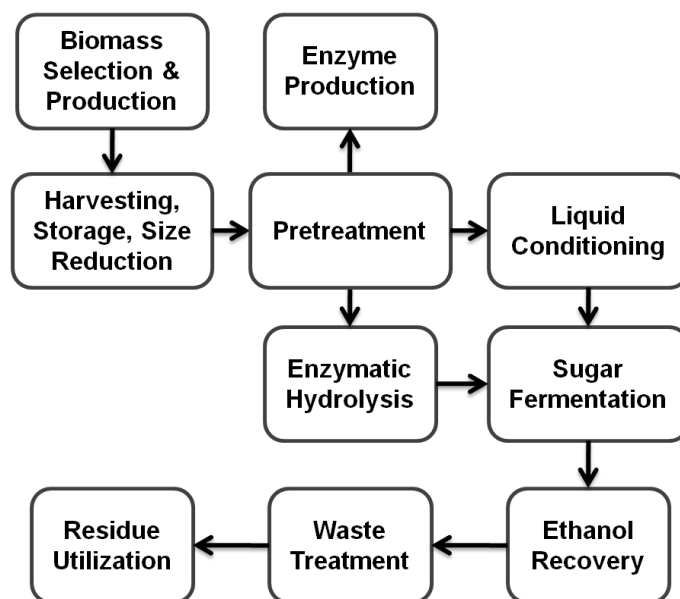 Biomass
Selection &
Production
Enzyme
Production
Harvesting,
Storage, Size
Reduction
Pretreatment
Liquid
Conditioning
Enzymatic
Hydrolysis
Sugar
Fermentation
Residue
Utilization
Waste
Treatment
Ethanol
Recovery